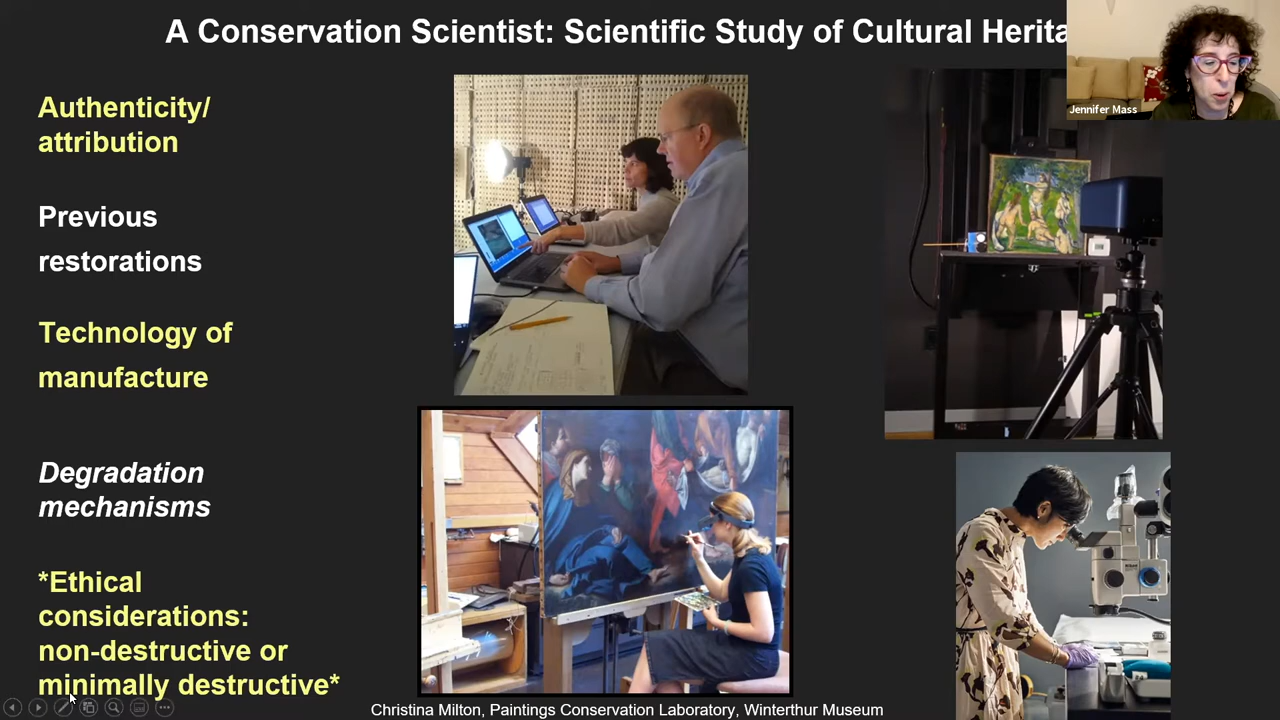 A Conservation Scientist: Scientific Study of Cultural Herita
Jennifer Mass
Authenticity/
attribution
Previous
restorations
Technology of
manufacture
Degradation
mechanisms
*Ethical
considerations:
non-destructive or
minimally destructive*
Christina Milton, Paintings Conservation Laboratory, Winterthur Museum